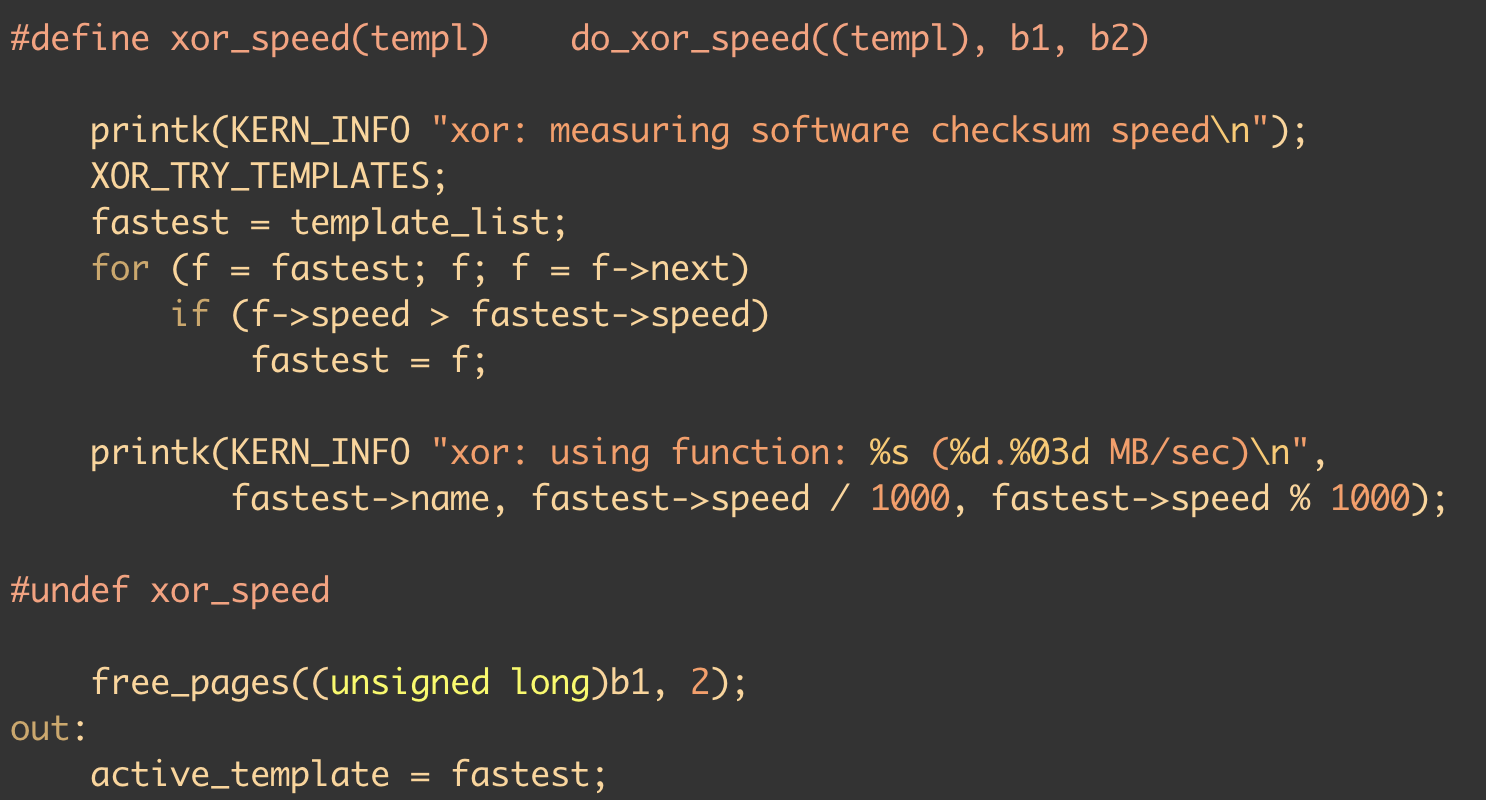 #define xor_speed(templ)    do_xor_speed((templ), b1, b2)

    printk(KERN_INFO "xor: measuring software checksum speed\n");
    XOR_TRY_TEMPLATES;
    fastest = template_list;
    for (f = fastest; f; f = f->next)
        if (f->speed > fastest->speed)
            fastest = f;

    printk(KERN_INFO "xor: using function: %s (%d.%03d MB/sec)\n",
           fastest->name, fastest->speed / 1000, fastest->speed % 1000);

#undef xor_speed

    free_pages((unsigned long)b1, 2);
out:
    active_template = fastest;